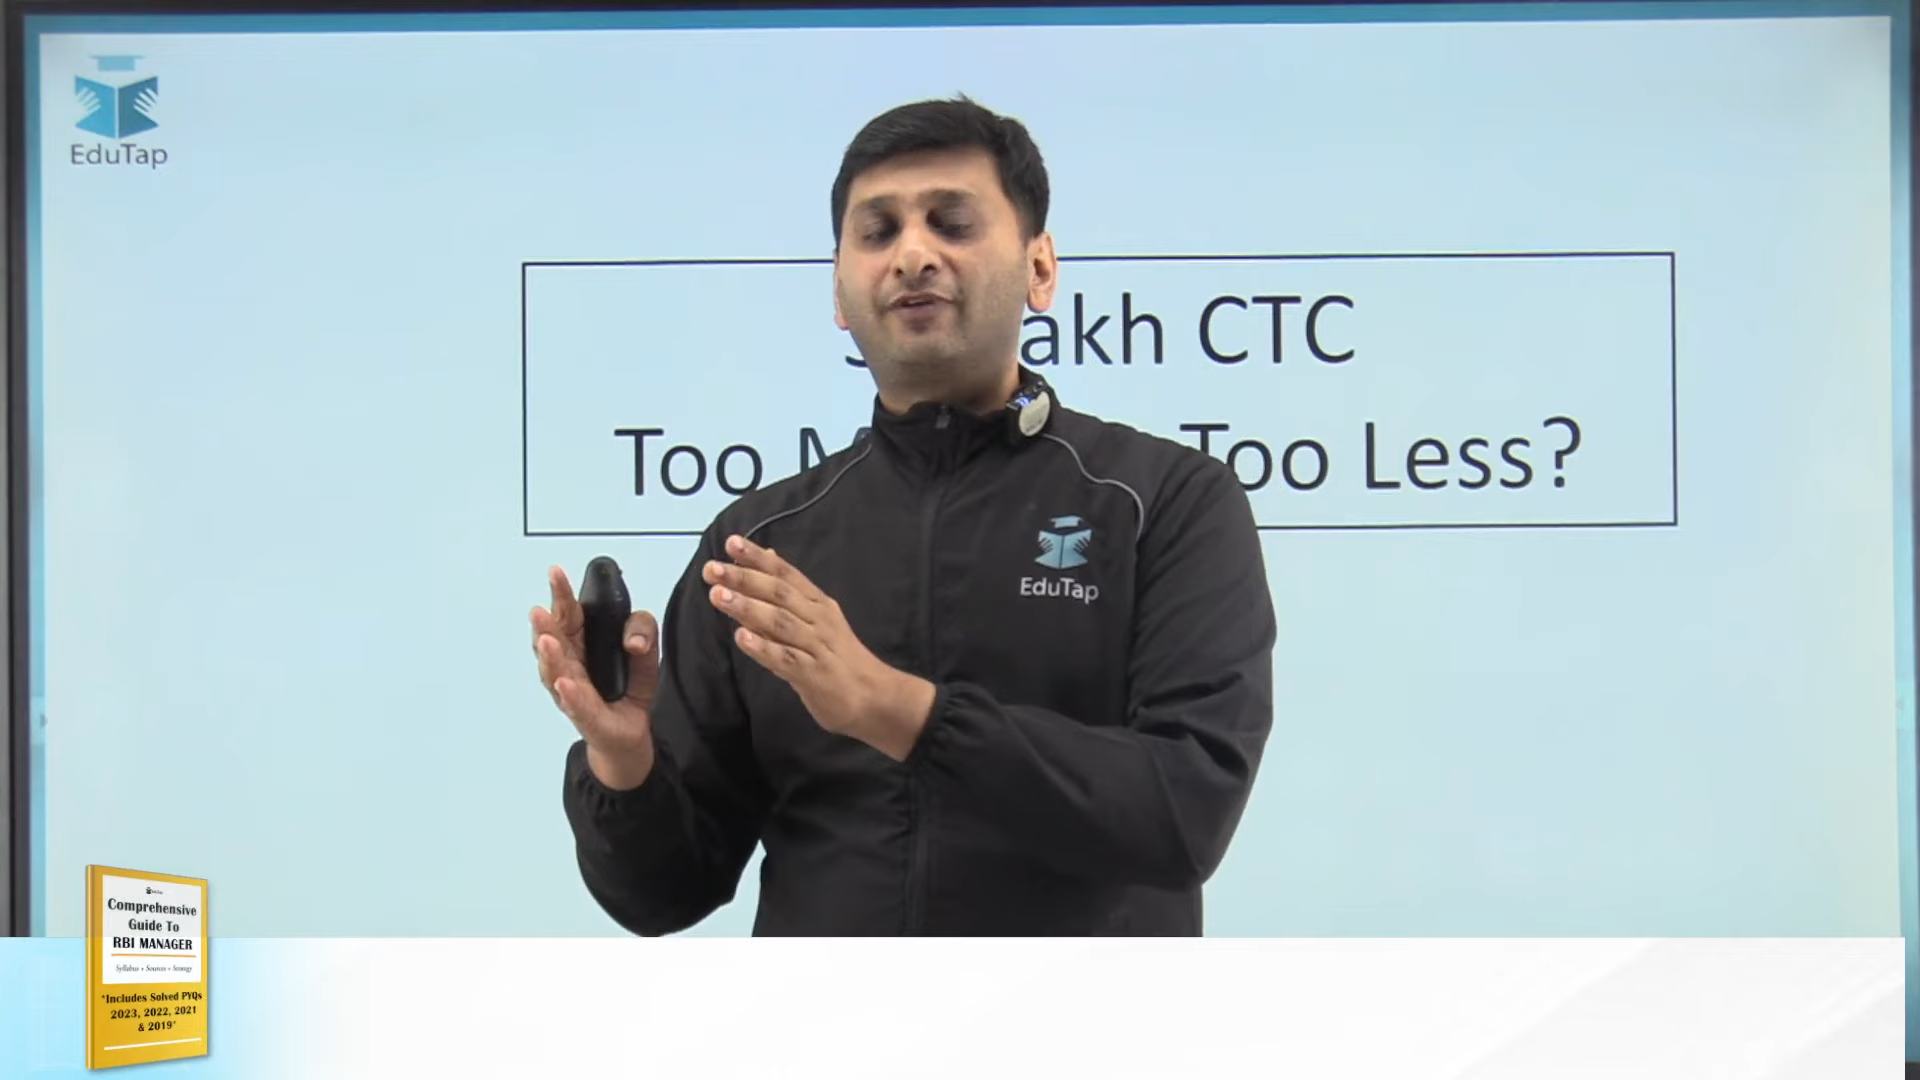 EduTap
akh CTC
Too Too Less?
EduTap
Comprehensive
Guide To
RBI MANAGER
Syllabus + Sources + Strategy
*Includes Solved PYQs
2023, 2022, 2021
& 2019*